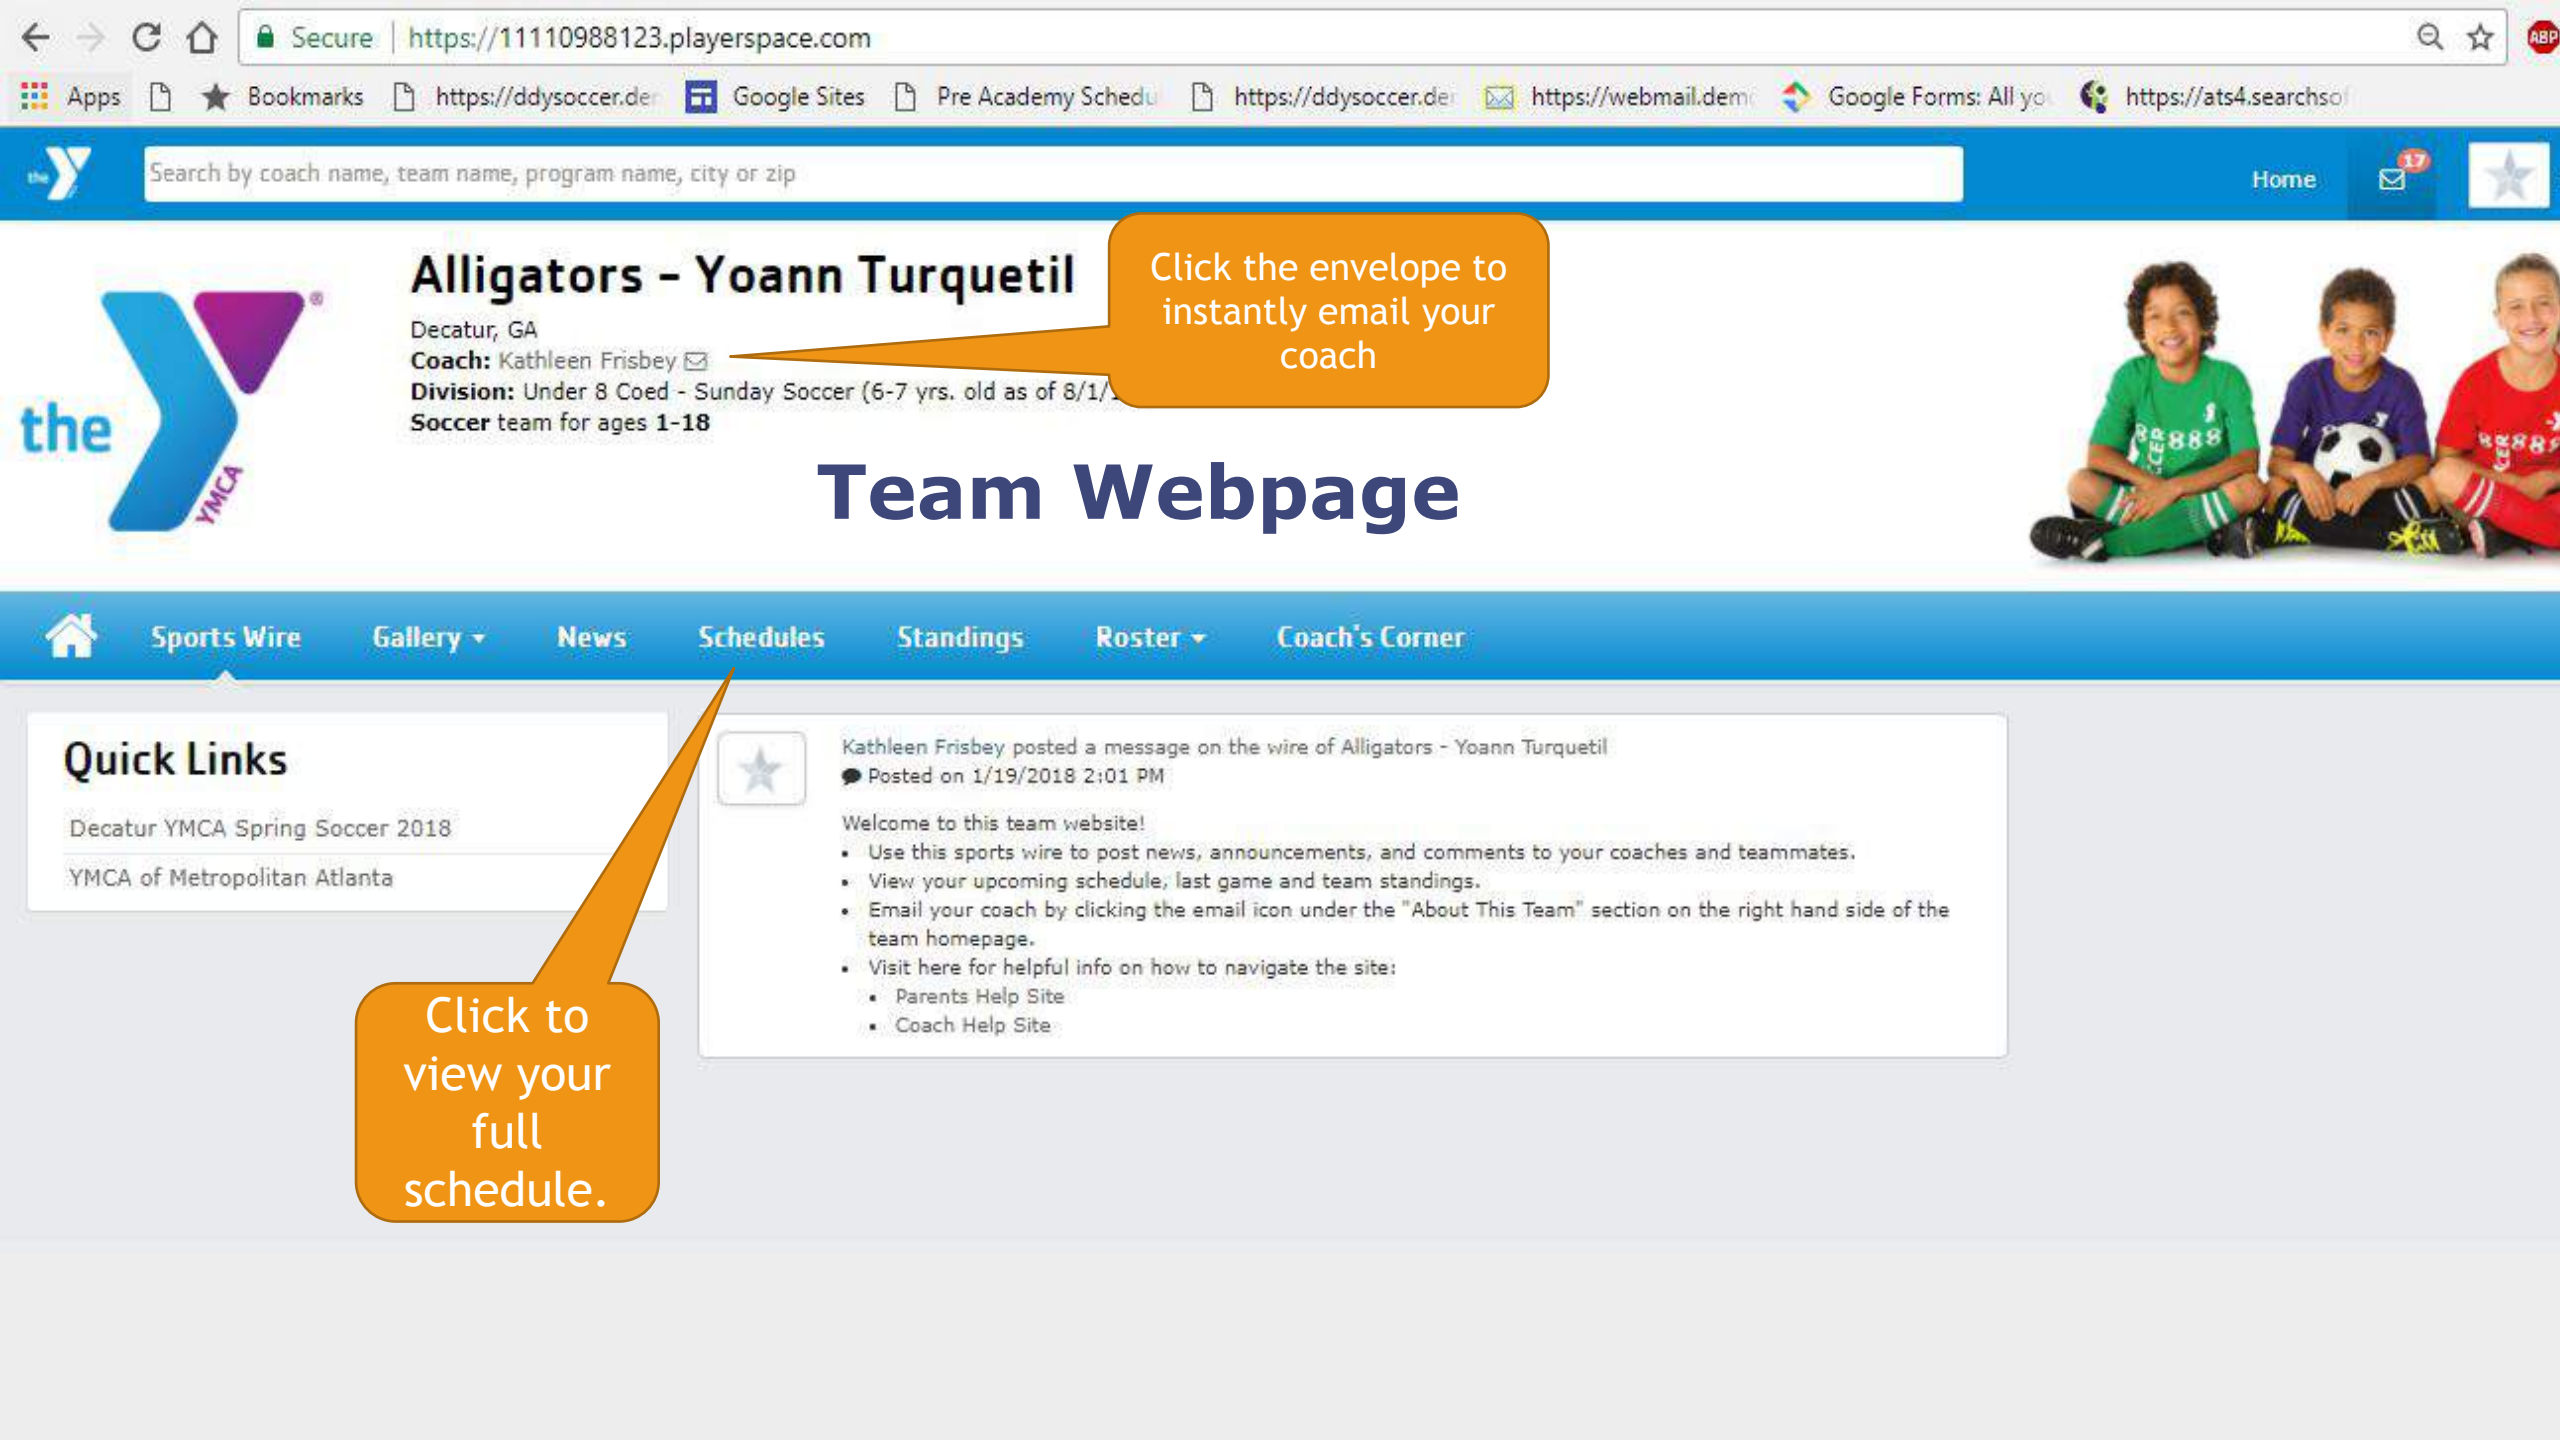 Secure | https://11110988123.playerspace.com
ABP
Apps Bookmarks https://ddysoccer.der Google Sites Pre Academy Schedu https://ddysoccer.der https://webmail.dem Google Forms: All yo https://ats4.searchsof
the Y Search by coach name, team name, program name, city or zip Home 17
Alligators - Yoann Turquetil
Decatur, GA
Coach: Kathleen Frisbey
Division: Under 8 Coed - Sunday Soccer (6-7 yrs. old as of 8/1/
Soccer team for ages 1-18
Click the envelope to
instantly email your
coach
the
YMCA
®
888
Team Webpage
Sports Wire Gallery News Schedules Standings Roster Coach's Corner
Quick Links
Decatur YMCA Spring Soccer 2018
YMCA of Metropolitan Atlanta
Kathleen Frisbey posted a message on the wire of Alligators - Yoann Turquetil
Posted on 1/19/2018 2:01 PM
Welcome to this team website!
• Use this sports wire to post news, announcements, and comments to your coaches and teammates.
• View your upcoming schedule, last game and team standings.
• Email your coach by clicking the email icon under the "About This Team" section on the right hand side of the
team homepage.
• Visit here for helpful info on how to navigate the site:
• Parents Help Site
• Coach Help Site
Click to
view your
full
schedule.